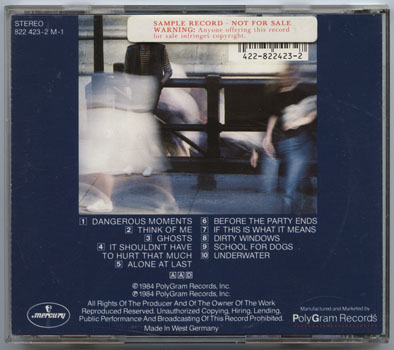 STEREO
822 423-2 M-1
SAMPLE RECORD - NOT FOR SALE
WARNING: Anyone offering this record
for sale infringes copyright.
422-822423-2
1 DANGEROUS MOMENTS
2 THINK OF ME
3 GHOSTS
4 IT SHOULDN'T HAVE
TO HURT THAT MUCH
5 ALONE AT LAST
6 BEFORE THE PARTY ENDS
7 IF THIS IS WHAT IT MEANS
8 DIRTY WINDOWS
9 SCHOOL FOR DOGS
10 UNDERWATER
AAD
℗ 1984 PolyGram Records, Inc.
© 1984 PolyGram Records, Inc.
All Rights Of The Producer And Of The Owner Of The Work
Reproduced Reserved. Unauthorized Copying, Hiring, Lending,
Public Performance And Broadcasting Of This Record Prohibited.
Made In West Germany
mercury
Manufactured and Marketed by
PolyGram Records